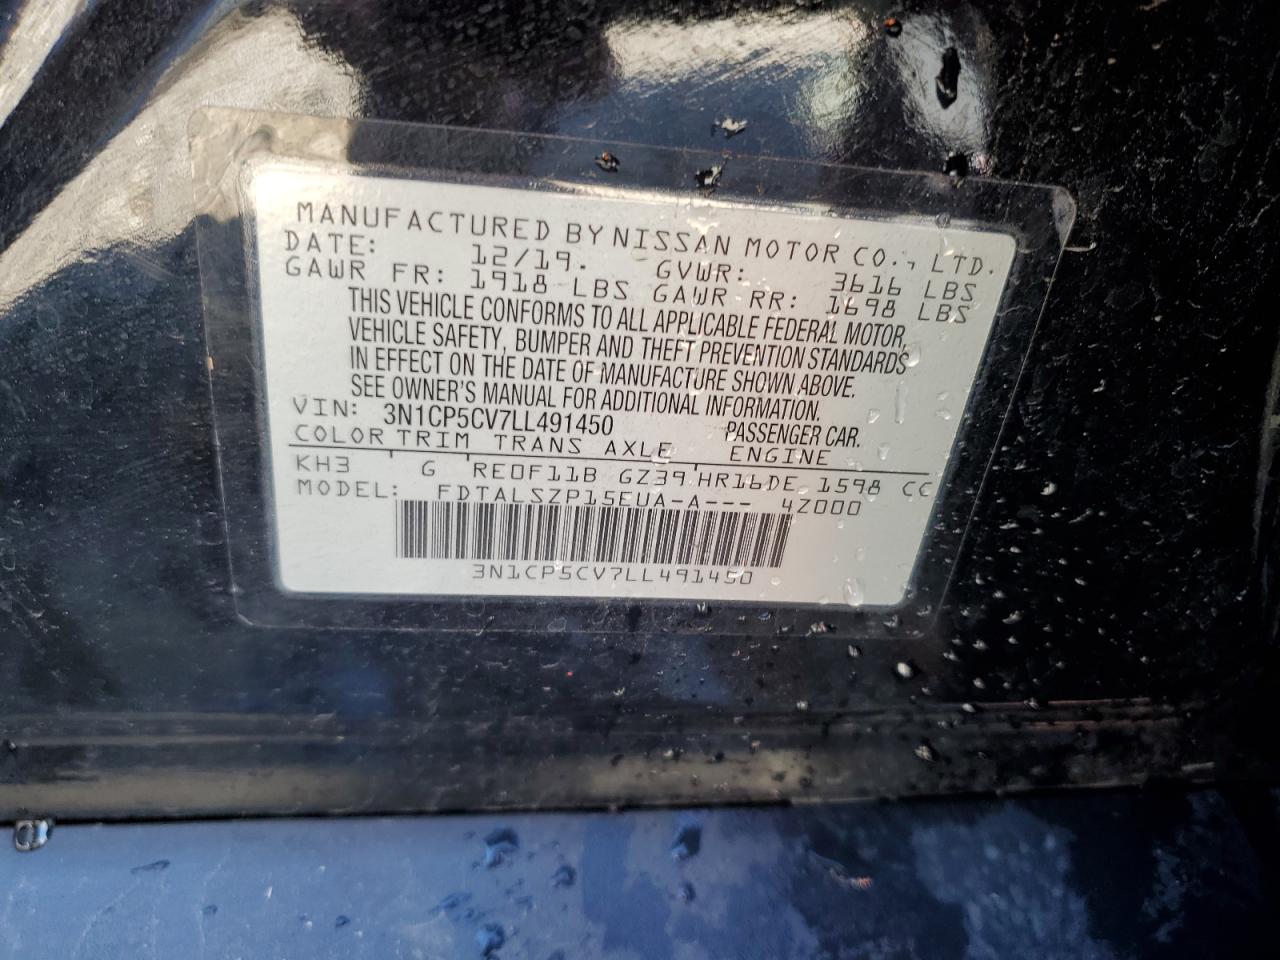 MANUFACTURED BY NISSAN MOTOR CO., LTD.
DATE: 12/19. GVWR: 3616 LBS
GAWR FR: 1918 LBS GAWR RR: 1698 LBS
THIS VEHICLE CONFORMS TO ALL APPLICABLE FEDERAL MOTOR
VEHICLE SAFETY, BUMPER AND THEFT PREVENTION STANDARDS
IN EFFECT ON THE DATE OF MANUFACTURE SHOWN ABOVE.
SEE OWNER'S MANUAL FOR ADDITIONAL INFORMATION.
VIN: 3N1CP5CV7LL491450 PASSENGER CAR.
COLOR TRIM TRANS AXLE ENGINE
KH3 G RE0F11B GZ39 HR16DE 1598 CC
MODEL: FDTALSZP15EUA-A--- 4Z000
3N1CP5CV7LL491450